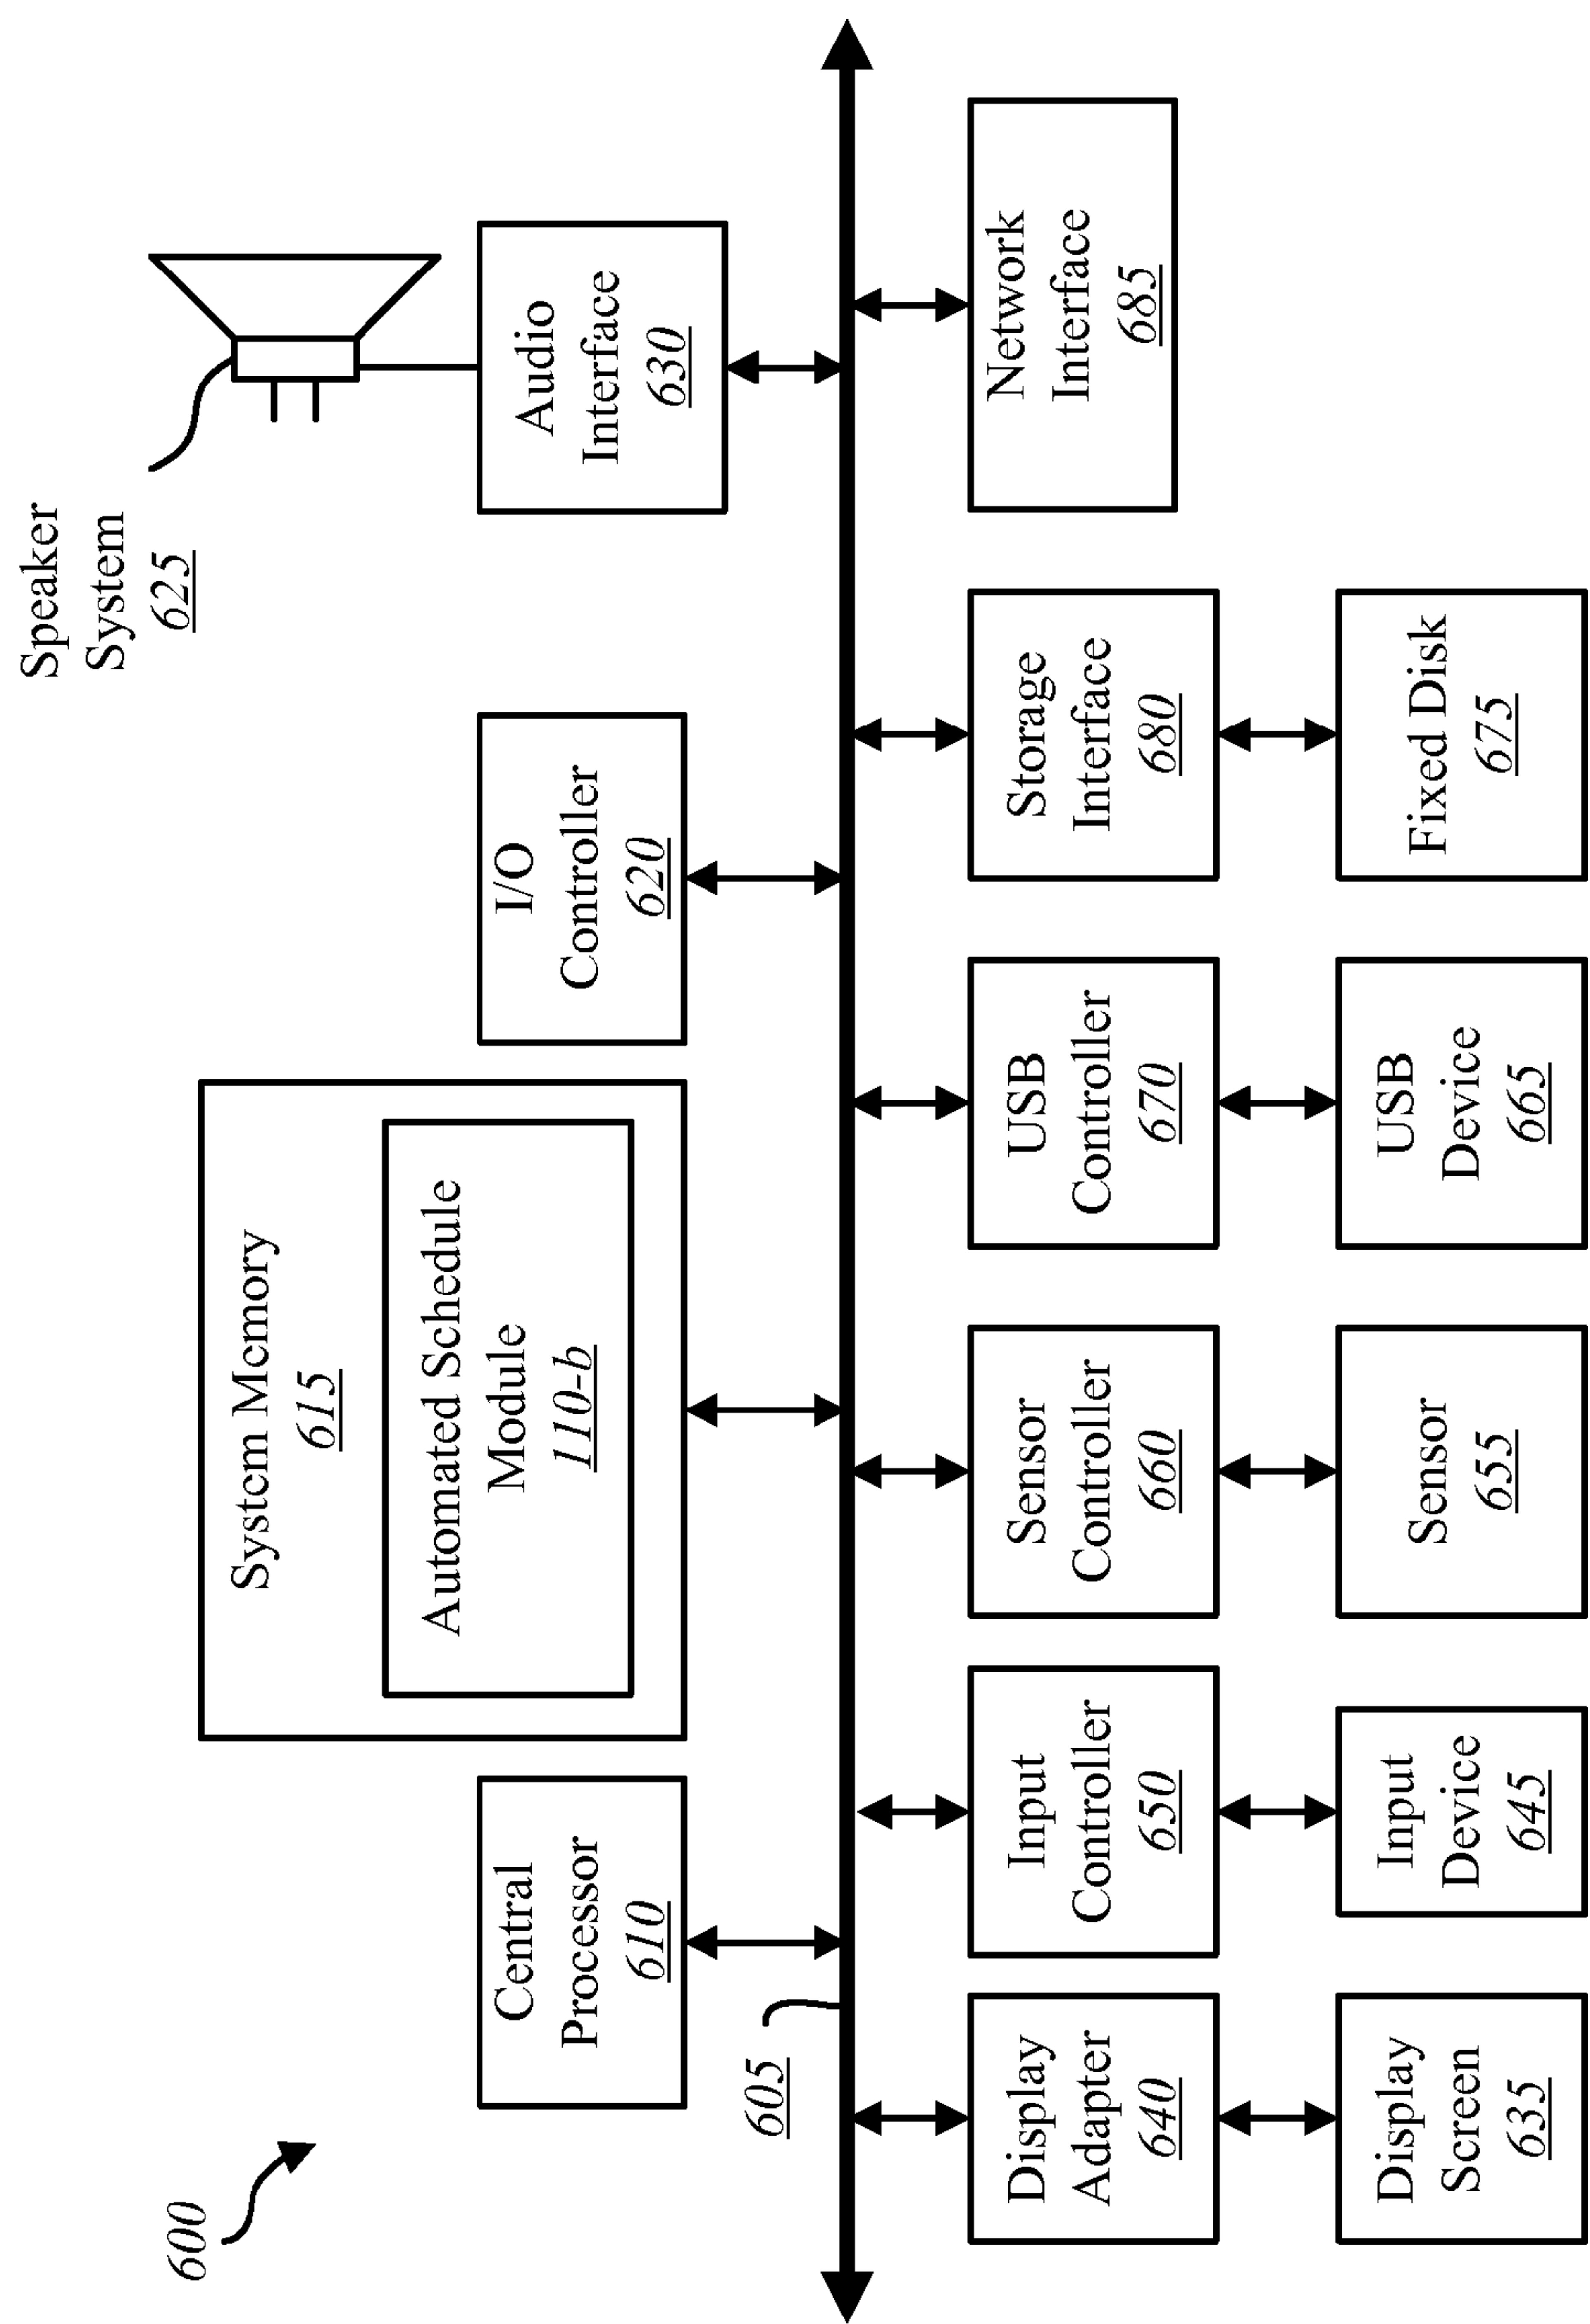 600
Speaker
System
625
System Memory
615
Automated Schedule
Module
110-b
Central
Processor
610
I/O
Controller
620
Audio
Interface
630
605
Display
Adapter
640
Input
Controller
650
Sensor
Controller
660
USB
Controller
670
Storage
Interface
680
Network
Interface
685
Display
Screen
635
Input
Device
645
Sensor
655
USB
Device
665
Fixed Disk
675